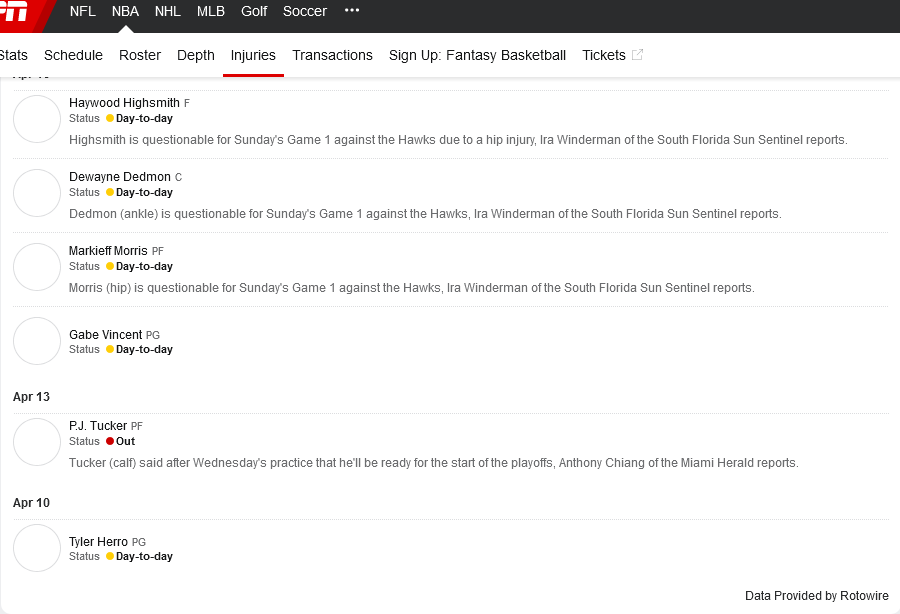 NFL NBA NHL MLB Golf Soccer •••
Stats Schedule Roster Depth Injuries Transactions Sign Up: Fantasy Basketball Tickets
Haywood Highsmith F
Status Day-to-day
Highsmith is questionable for Sunday's Game 1 against the Hawks due to a hip injury, Ira Winderman of the South Florida Sun Sentinel reports.
Dewayne Dedmon C
Status Day-to-day
Dedmon (ankle) is questionable for Sunday's Game 1 against the Hawks, Ira Winderman of the South Florida Sun Sentinel reports.
Markieff Morris PF
Status Day-to-day
Morris (hip) is questionable for Sunday's Game 1 against the Hawks, Ira Winderman of the South Florida Sun Sentinel reports.
Gabe Vincent PG
Status Day-to-day
Apr 13
P.J. Tucker PF
Status Out
Tucker (calf) said after Wednesday's practice that he'll be ready for the start of the playoffs, Anthony Chiang of the Miami Herald reports.
Apr 10
Tyler Herro PG
Status Day-to-day
Data Provided by Rotowire